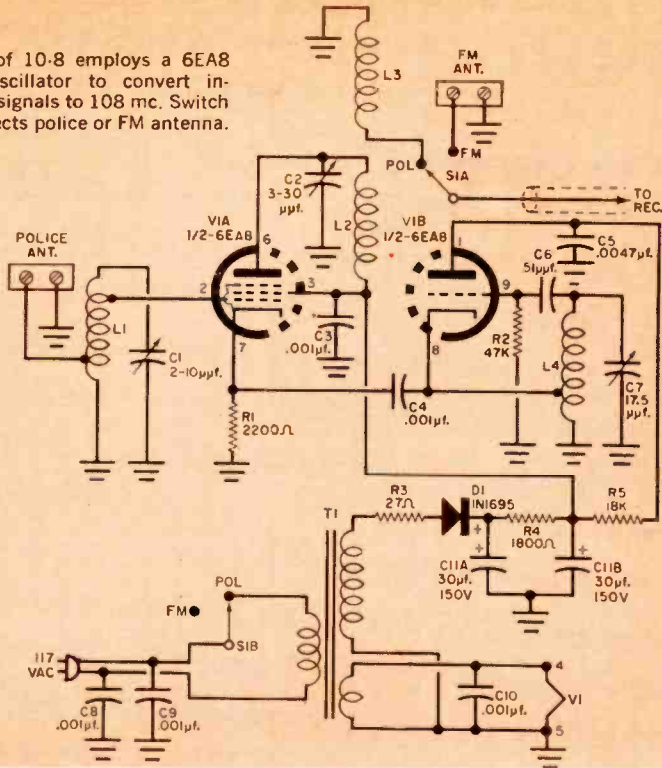 of 10-8 employs a 6EA8
scillator to convert in-
signals to 108 mc. Switch
ects police or FM antenna.
L3
FM
ANT.
POL
FM
S1A
TO
REC.
C2
3-30
μμf.
L2
V1A
1/2-6EA8
6
V1B
1/2-6EA8
1
C5
.0047μf.
C6
51μμf.
POLICE
ANT.
L1
C1
2-10μμf.
2
3
7
C3
.001μf.
9
8
R2
47K
L4
C7
17.5
μμf.
R1
2200Ω
C4
.001μf.
T1
R3
27Ω
D1
1N1695
R4
1800Ω
R5
18K
+
C11A
30μf.
150V
+
C11B
30μf.
150V
+
POL
FM
S1B
117
VAC
C8
.001μf.
C9
.001μf.
C10
.001μf.
4
V1
5